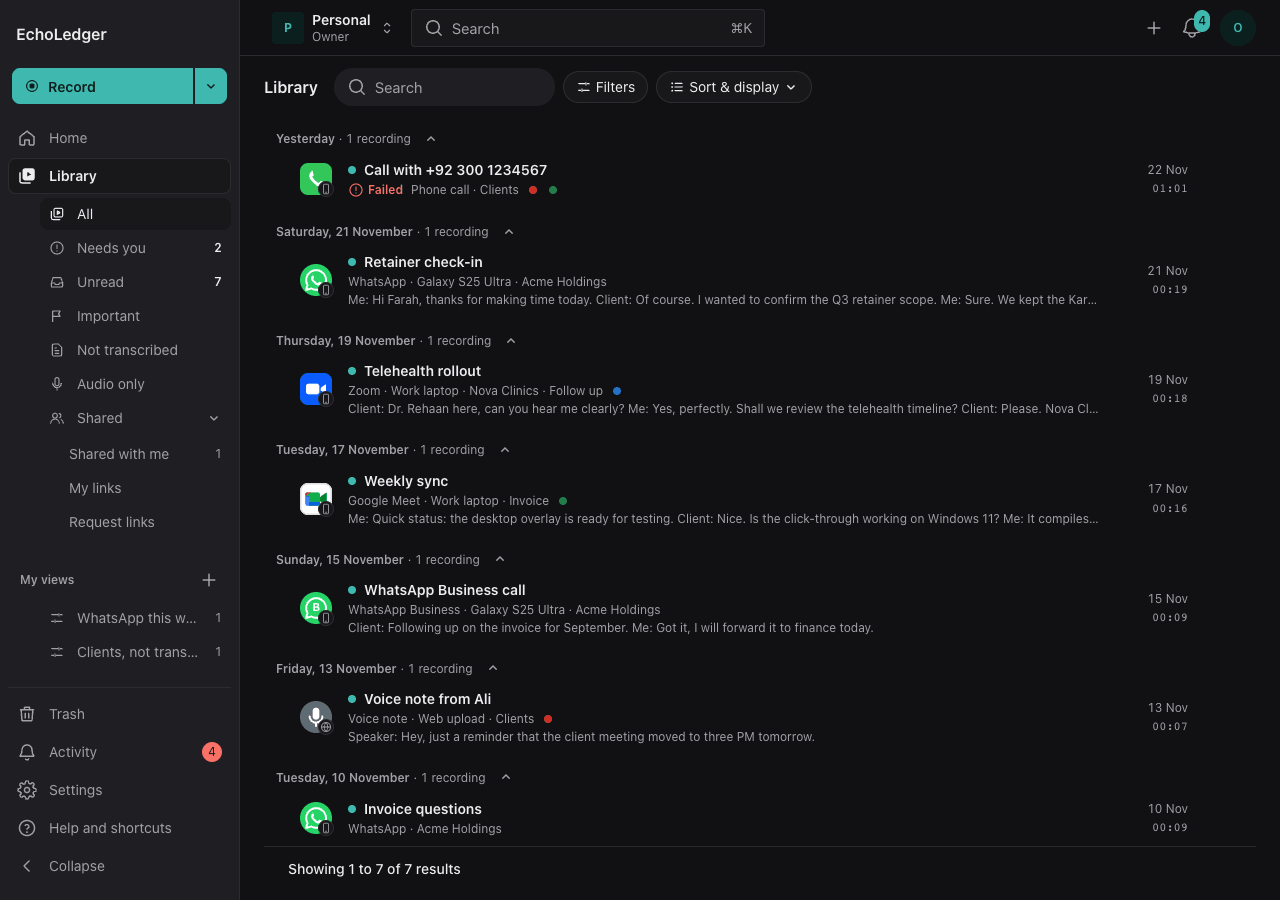 EchoLedger
P
Personal
Owner
Search
⌘K
4
O
Record
Home
Library
All
Needs you 2
Unread 7
Important
Not transcribed
Audio only
Shared
Shared with me 1
My links
Request links
My views
WhatsApp this w... 1
Clients, not trans... 1
Trash
Activity 4
Settings
Help and shortcuts
Collapse
Library
Search
Filters
Sort & display
Yesterday · 1 recording
Call with +92 300 1234567
22 Nov
Failed Phone call · Clients
01:01
Saturday, 21 November · 1 recording
Retainer check-in
21 Nov
WhatsApp · Galaxy S25 Ultra · Acme Holdings
00:19
Me: Hi Farah, thanks for making time today. Client: Of course. I wanted to confirm the Q3 retainer scope. Me: Sure. We kept the Kar...
Thursday, 19 November · 1 recording
Telehealth rollout
19 Nov
Zoom · Work laptop · Nova Clinics · Follow up
00:18
Client: Dr. Rehaan here, can you hear me clearly? Me: Yes, perfectly. Shall we review the telehealth timeline? Client: Please. Nova Cl...
Tuesday, 17 November · 1 recording
Weekly sync
17 Nov
Google Meet · Work laptop · Invoice
00:16
Me: Quick status: the desktop overlay is ready for testing. Client: Nice. Is the click-through working on Windows 11? Me: It compiles...
Sunday, 15 November · 1 recording
B
WhatsApp Business call
15 Nov
WhatsApp Business · Galaxy S25 Ultra · Acme Holdings
00:09
Client: Following up on the invoice for September. Me: Got it, I will forward it to finance today.
Friday, 13 November · 1 recording
Voice note from Ali
13 Nov
Voice note · Web upload · Clients
00:07
Speaker: Hey, just a reminder that the client meeting moved to three PM tomorrow.
Tuesday, 10 November · 1 recording
Invoice questions
10 Nov
WhatsApp · Acme Holdings
00:09
Showing 1 to 7 of 7 results